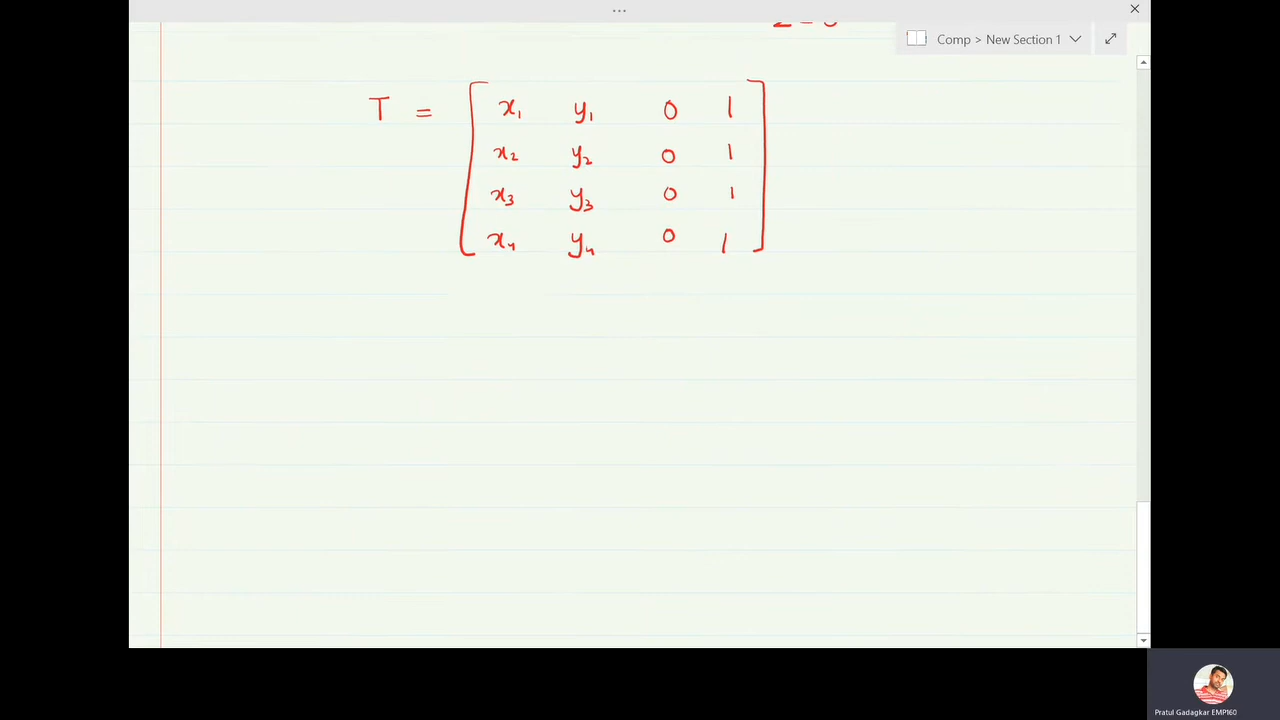 Comp > New Section 1
T = [ x₁ y₁ 0 1
x₂ y₂ 0 1
x₃ y₃ 0 1
x₄ y₄ 0 1 ]
Pratul Gadagkar EMP160